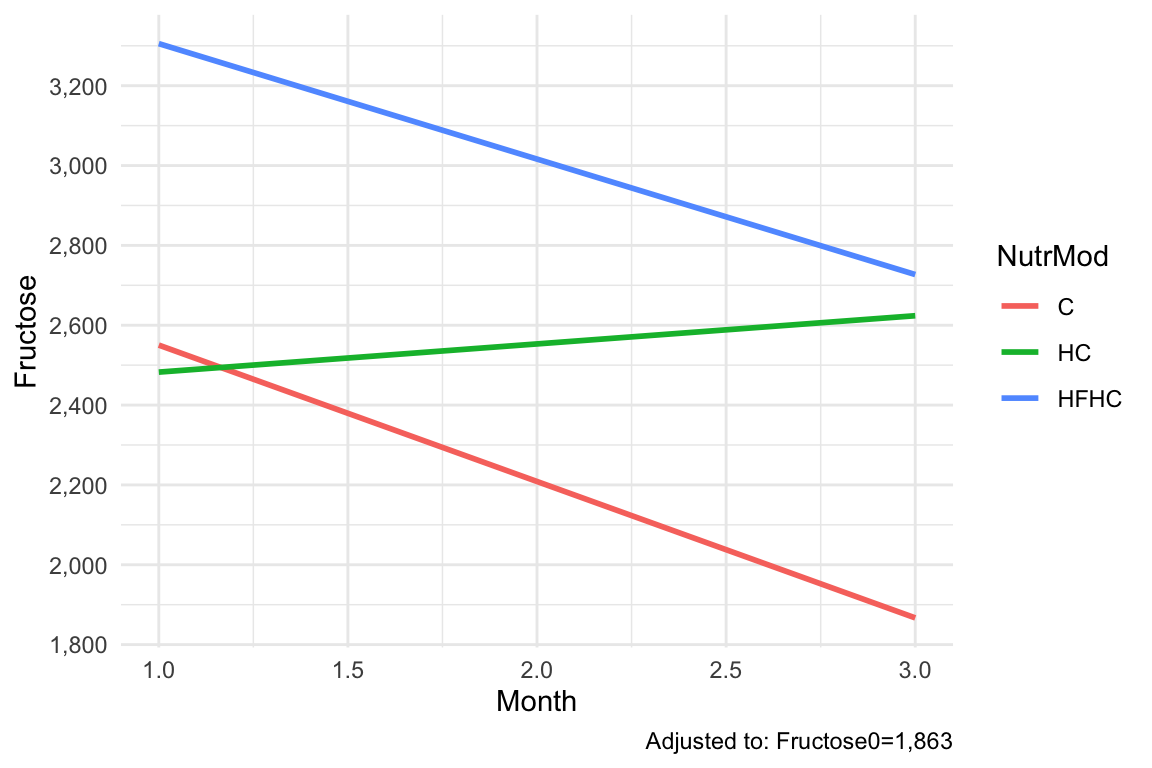 Fructose
3,200
3,000
2,800
2,600
2,400
2,200
2,000
1,800
1.0 1.5 2.0 2.5 3.0
Month
NutrMod
C
HC
HFHC
Adjusted to: Fructose0=1,863